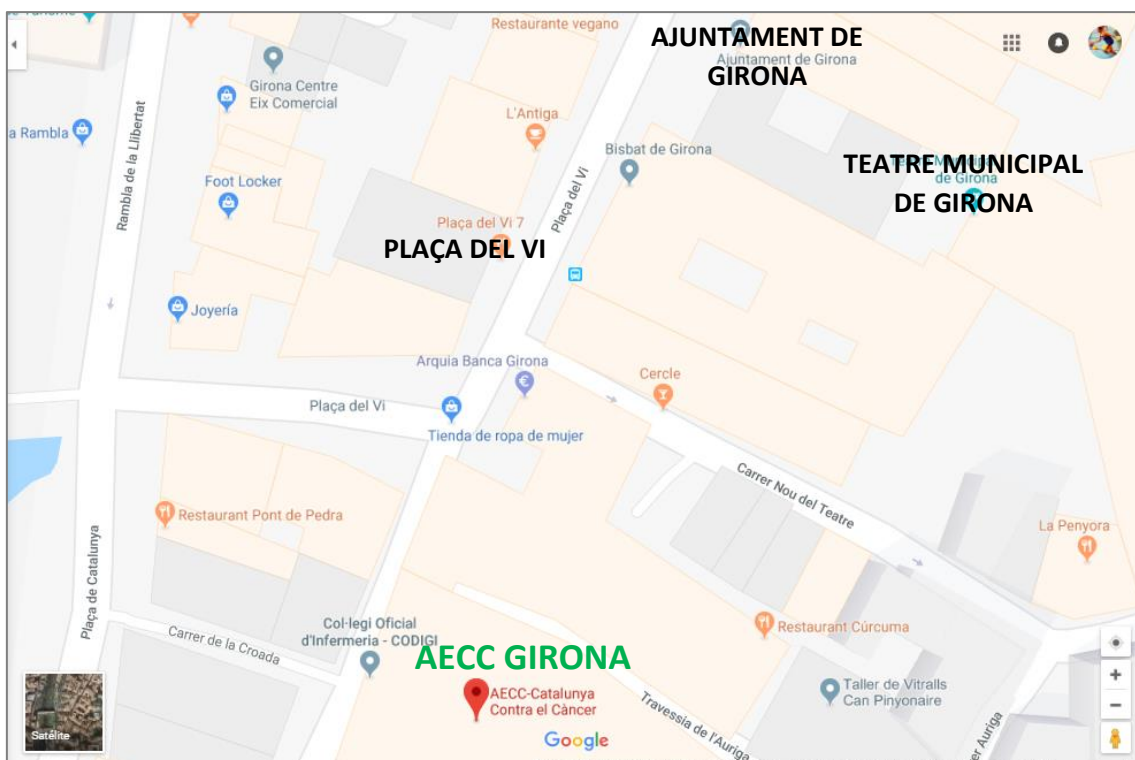 Restaurante vegano
AJUNTAMENT DE
GIRONA
Ajuntament de Girona
Girona Centre
Eix Comercial
L'Antiga
a Rambla
Rambla de la Llibertat
Bisbat de Girona
TEATRE MUNICIPAL
DE GIRONA
de Girona
Foot Locker
Plaça del Vi
Plaça del Vi 7
PLAÇA DEL VI
Joyería
Arquia Banca Girona
Cercle
Plaça del Vi
Tienda de ropa de mujer
Carrer Nou del Teatre
Restaurant Pont de Pedra
La Penyora
Plaça de Catalunya
Carrer de la Croada
Col·legi Oficial
d'Infermeria - CODIGI
Restaurant Cúrcuma
AECC GIRONA
AECC-Catalunya
Contra el Càncer
Taller de Vitralls
Can Pinyonaire
Travessia de l'Auriga
Auriga
Satélite
Google